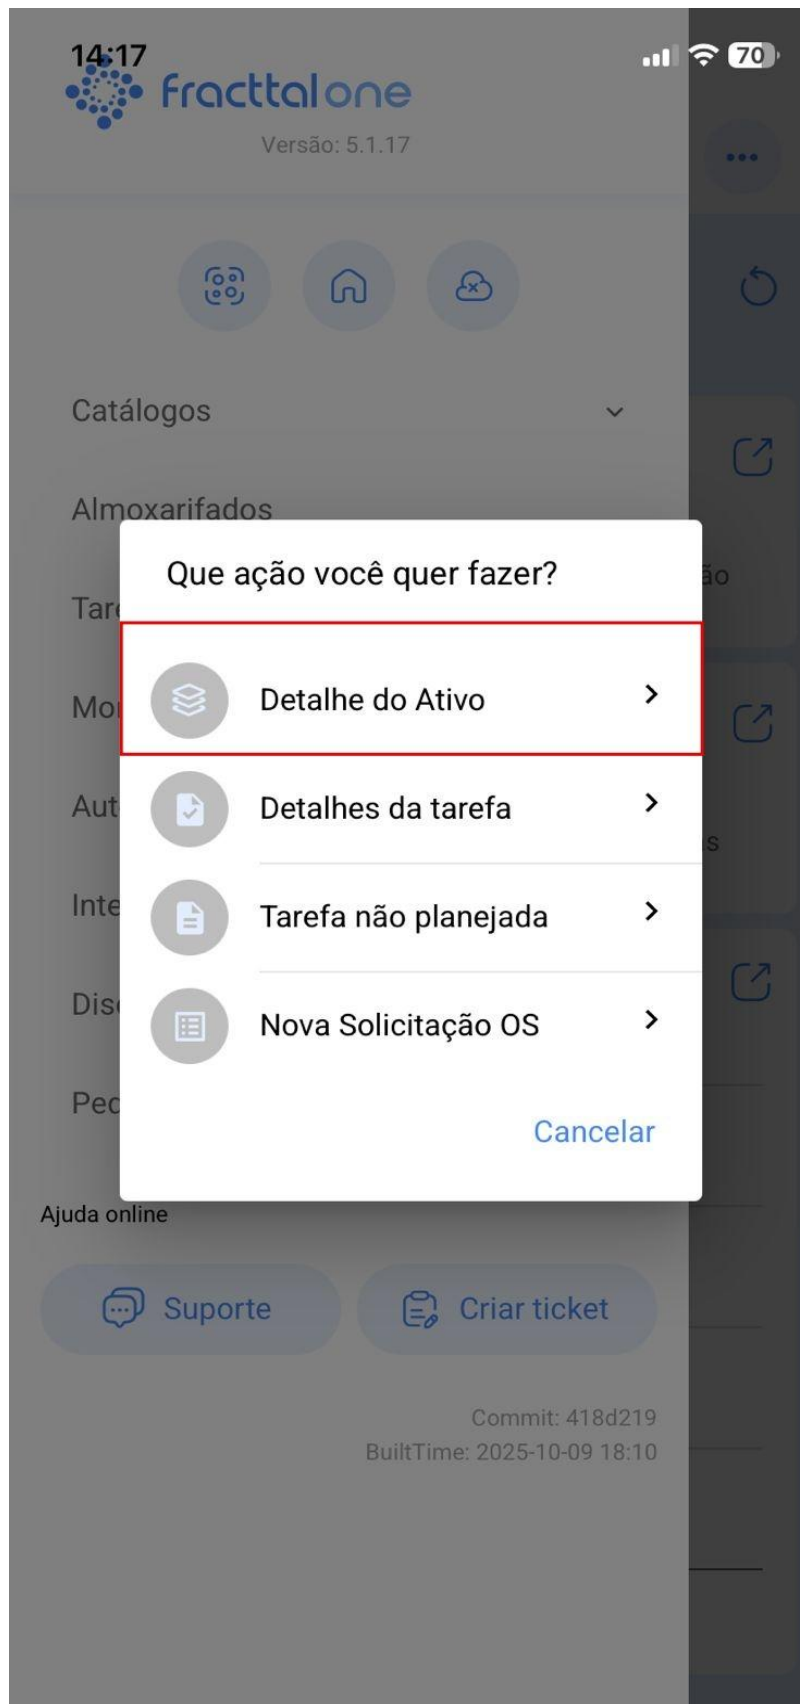 14:17
70
fracttal one
Versão: 5.1.17
Catálogos
Almoxarifados
Que ação você quer fazer?
Detalhe do Ativo
Detalhes da tarefa
Tarefa não planejada
Nova Solicitação OS
Cancelar
Ajuda online
Suporte
Criar ticket
Commit: 418d219
BuiltTime: 2025-10-09 18:10